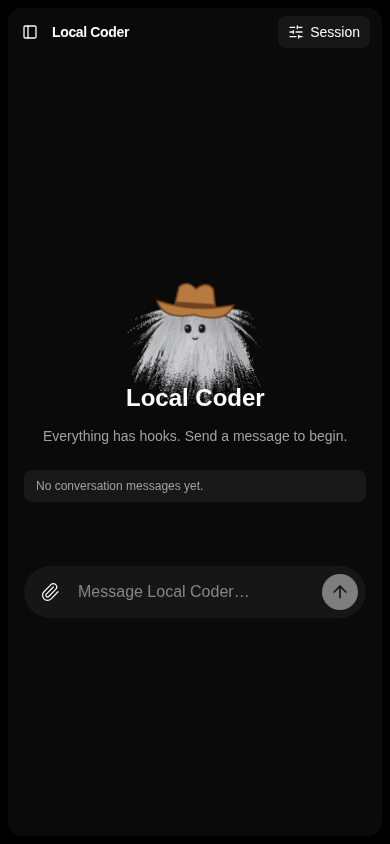 Local Coder
Session
Local Coder
Everything has hooks. Send a message to begin.
No conversation messages yet.
Message Local Coder…